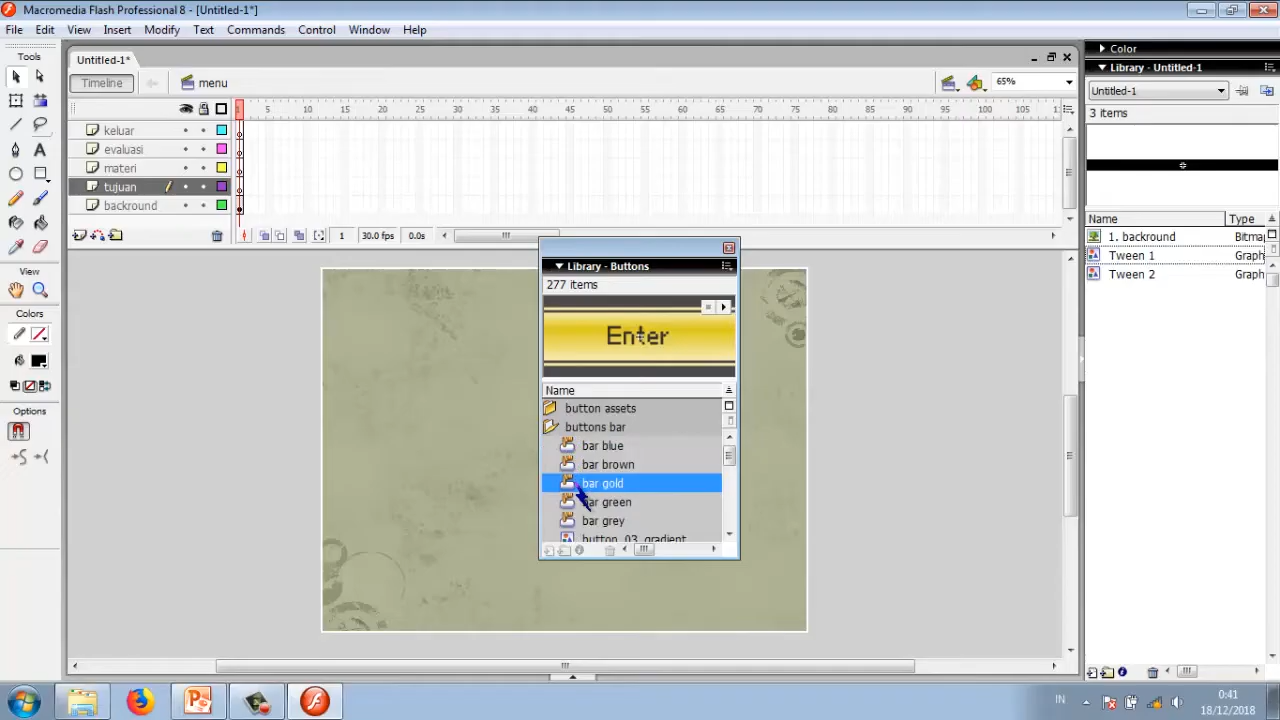 Macromedia Flash Professional 8 - [Untitled-1*]
File Edit View Insert Modify Text Commands Control Window Help
Tools
View
Colors
Options
Untitled-1*
Timeline
menu
65%
5 10 15 20 25 30 35 40 45 50 55 60 65 70 75 80 85 90 95 100 105
keluar
evaluasi
materi
tujuan
backround
1 30.0 fps 0.0s
Library - Buttons
277 items
Enter
Name
button assets
buttons bar
bar blue
bar brown
bar gold
bar green
bar grey
button_03_gradient
Color
Library - Untitled-1
Untitled-1
3 items
Name Type
1. backround Bitma
Tween 1 Graph
Tween 2 Graph
IN
0:41
18/12/2018